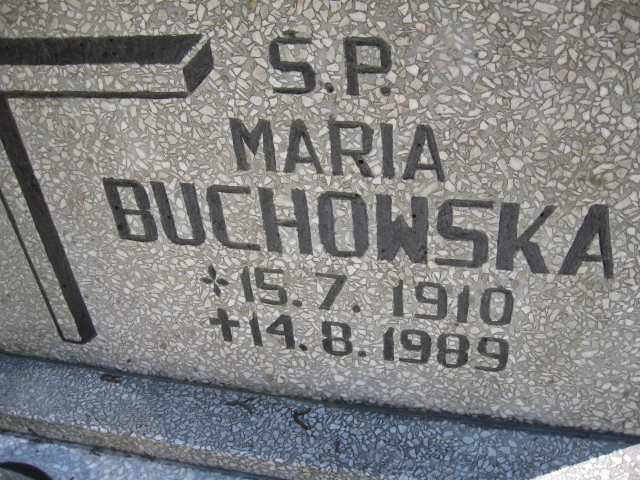 Ś.P.
MARIA
BUCHOWSKA
* 15.7. 1910
✝ 14.8. 1989